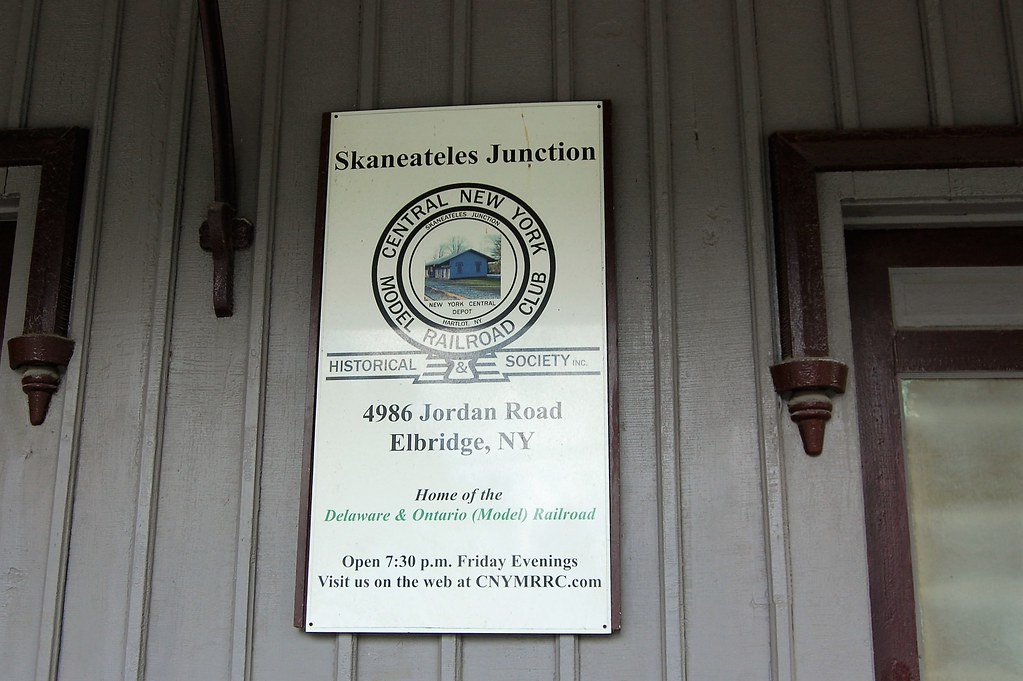 Skaneateles Junction
CENTRAL NEW YORK
MODEL RAILROAD CLUB
SKANEATELES JUNCTION
NEW YORK CENTRAL
DEPOT
HARTLOT, NY
HISTORICAL & SOCIETY INC.
4986 Jordan Road
Elbridge, NY
Home of the
Delaware & Ontario (Model) Railroad
Open 7:30 p.m. Friday Evenings
Visit us on the web at CNYMRRC.com